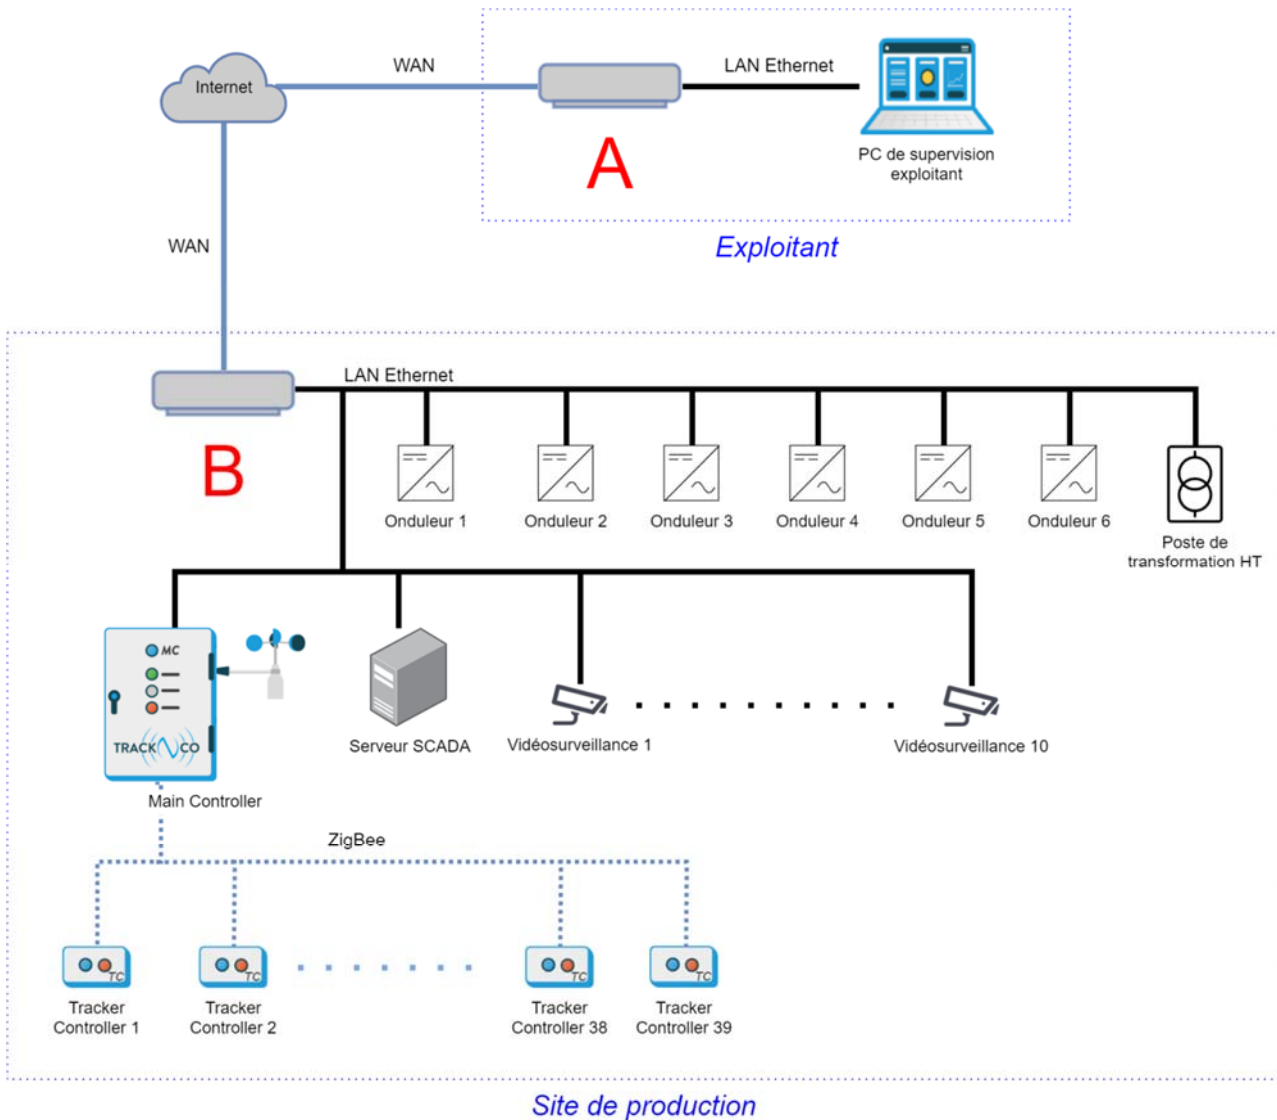 Internet
WAN
LAN Ethernet
A
PC de supervision
exploitant
WAN
Exploitant
LAN Ethernet
B
Onduleur 1
Onduleur 2
Onduleur 3
Onduleur 4
Onduleur 5
Onduleur 6
Poste de
transformation HT
MC
TRACK CO
Main Controller
Serveur SCADA
Vidéosurveillance 1
Vidéosurveillance 10
ZigBee
TC
TC
TC
TC
Tracker
Controller 1
Tracker
Controller 2
Tracker
Controller 38
Tracker
Controller 39
Site de production